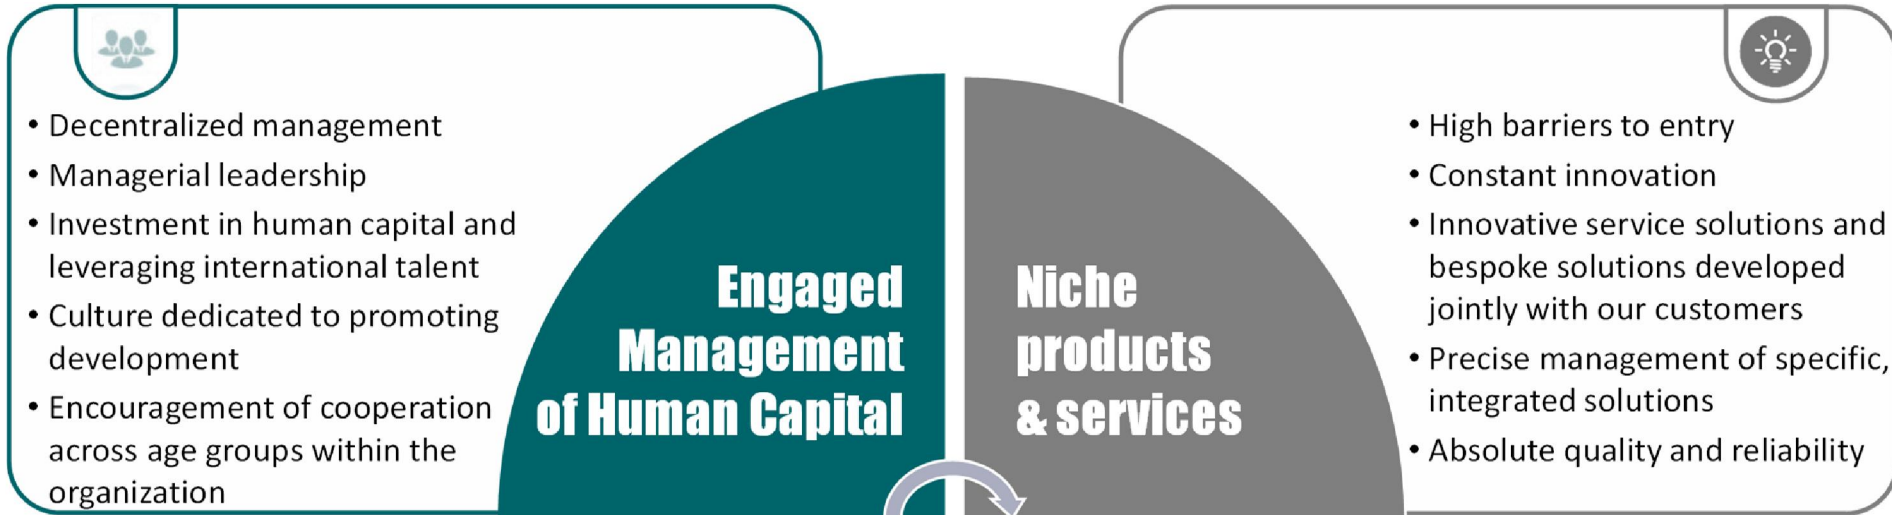 • Decentralized management
• Managerial leadership
• Investment in human capital and
leveraging international talent
• Culture dedicated to promoting
development
• Encouragement of cooperation
across age groups within the
organization
Engaged
Management
of Human Capital
Niche
products
& services
• High barriers to entry
• Constant innovation
• Innovative service solutions and
bespoke solutions developed
jointly with our customers
• Precise management of specific,
integrated solutions
• Absolute quality and reliability